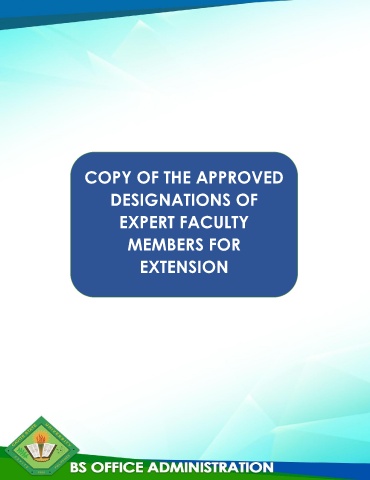 COPY OF THE APPROVED
DESIGNATIONS OF
EXPERT FACULTY
MEMBERS FOR
EXTENSION
BS OFFICE ADMINISTRATION